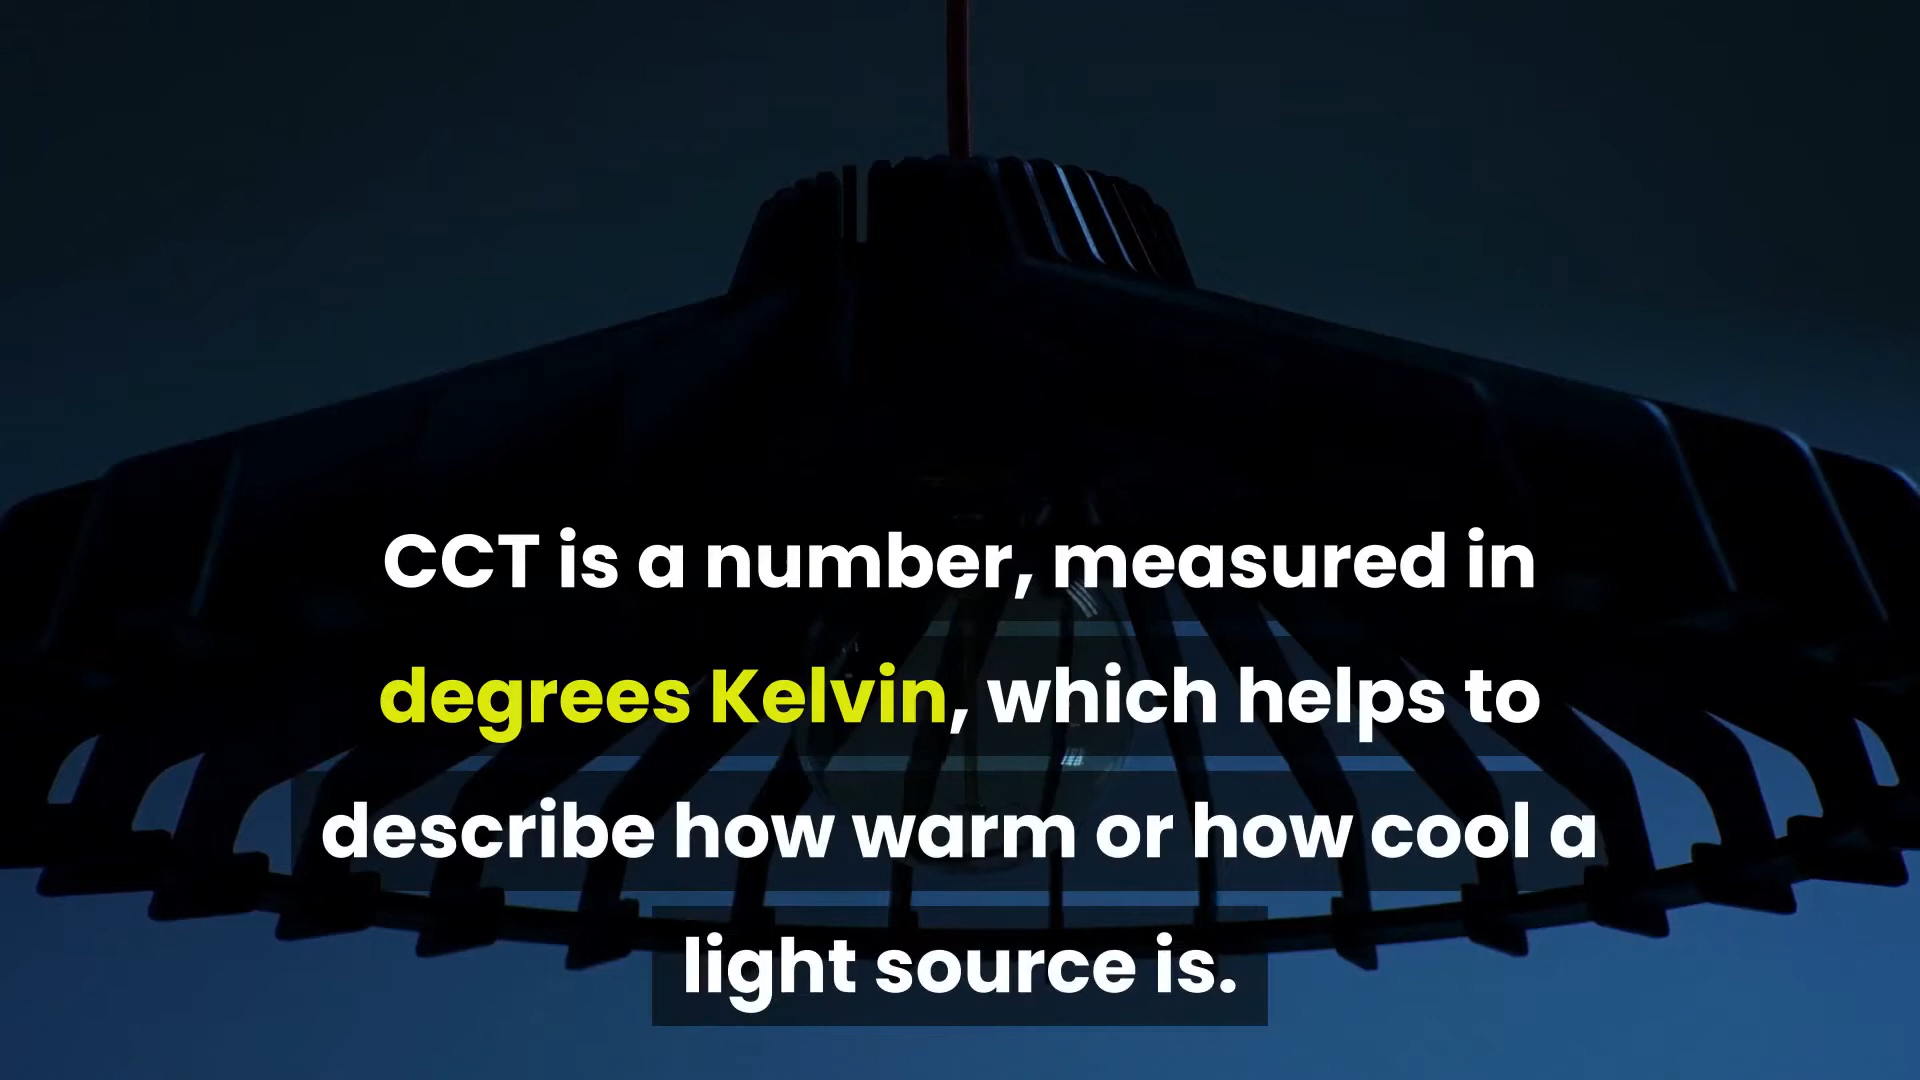 CCT is a number, measured in
degrees Kelvin, which helps to
describe how warm or how cool a
light source is.